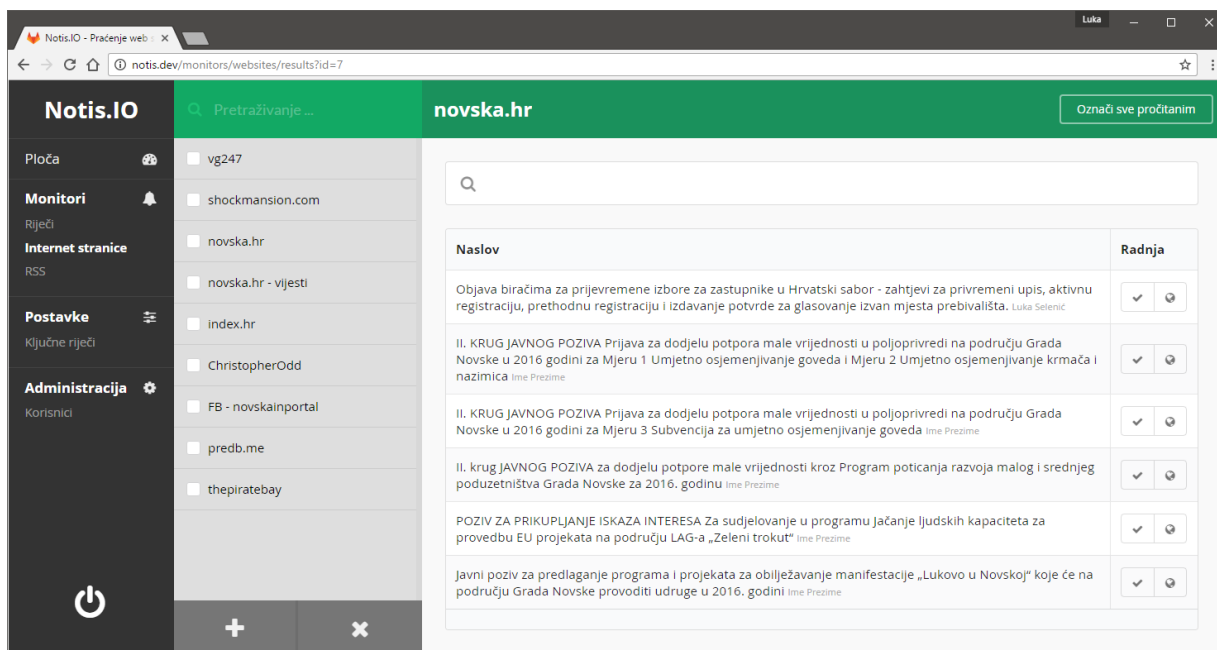 Luka
Notis.IO - Praćenje web s
notis.dev/monitors/websites/results?id=7
Notis.IO
Pretraživanje ...
novska.hr
Označi sve pročitanim
Ploča
Monitori
Riječi
Internet stranice
RSS
Postavke
Ključne riječi
Administracija
Korisnici
vg247
shockmansion.com
novska.hr
novska.hr - vijesti
index.hr
ChristopherOdd
FB - novskainportal
predb.me
thepiratebay
Naslov
Radnja
Objava biračima za prijevremene izbore za zastupnike u Hrvatski sabor - zahtjevi za privremeni upis, aktivnu
registraciju, prethodnu registraciju i izdavanje potvrde za glasovanje izvan mjesta prebivališta. Luka Selenić
II. KRUG JAVNOG POZIVA Prijava za dodjelu potpora male vrijednosti u poljoprivredi na području Grada
Novske u 2016 godini za Mjeru 1 Umjetno osjemenjivanje goveda i Mjeru 2 Umjetno osjemenjivanje krmača i
nazimica Ime Prezime
II. KRUG JAVNOG POZIVA Prijava za dodjelu potpora male vrijednosti u poljoprivredi na području Grada
Novske u 2016 godini za Mjeru 3 Subvencija za umjetno osjemenjivanje goveda Ime Prezime
II. krug JAVNOG POZIVA za dodjelu potpore male vrijednosti kroz Program poticanja razvoja malog i srednjeg
poduzetništva Grada Novske za 2016. godinu Ime Prezime
POZIV ZA PRIKUPLJANJE ISKAZA INTERESA Za sudjelovanje u programu Jačanje ljudskih kapaciteta za
provedbu EU projekata na području LAG-a „Zeleni trokut“ Ime Prezime
Javni poziv za predlaganje programa i projekata za obilježavanje manifestacije „Lukovo u Novskoj“ koje će na
području Grada Novske provoditi udruge u 2016. godini Ime Prezime